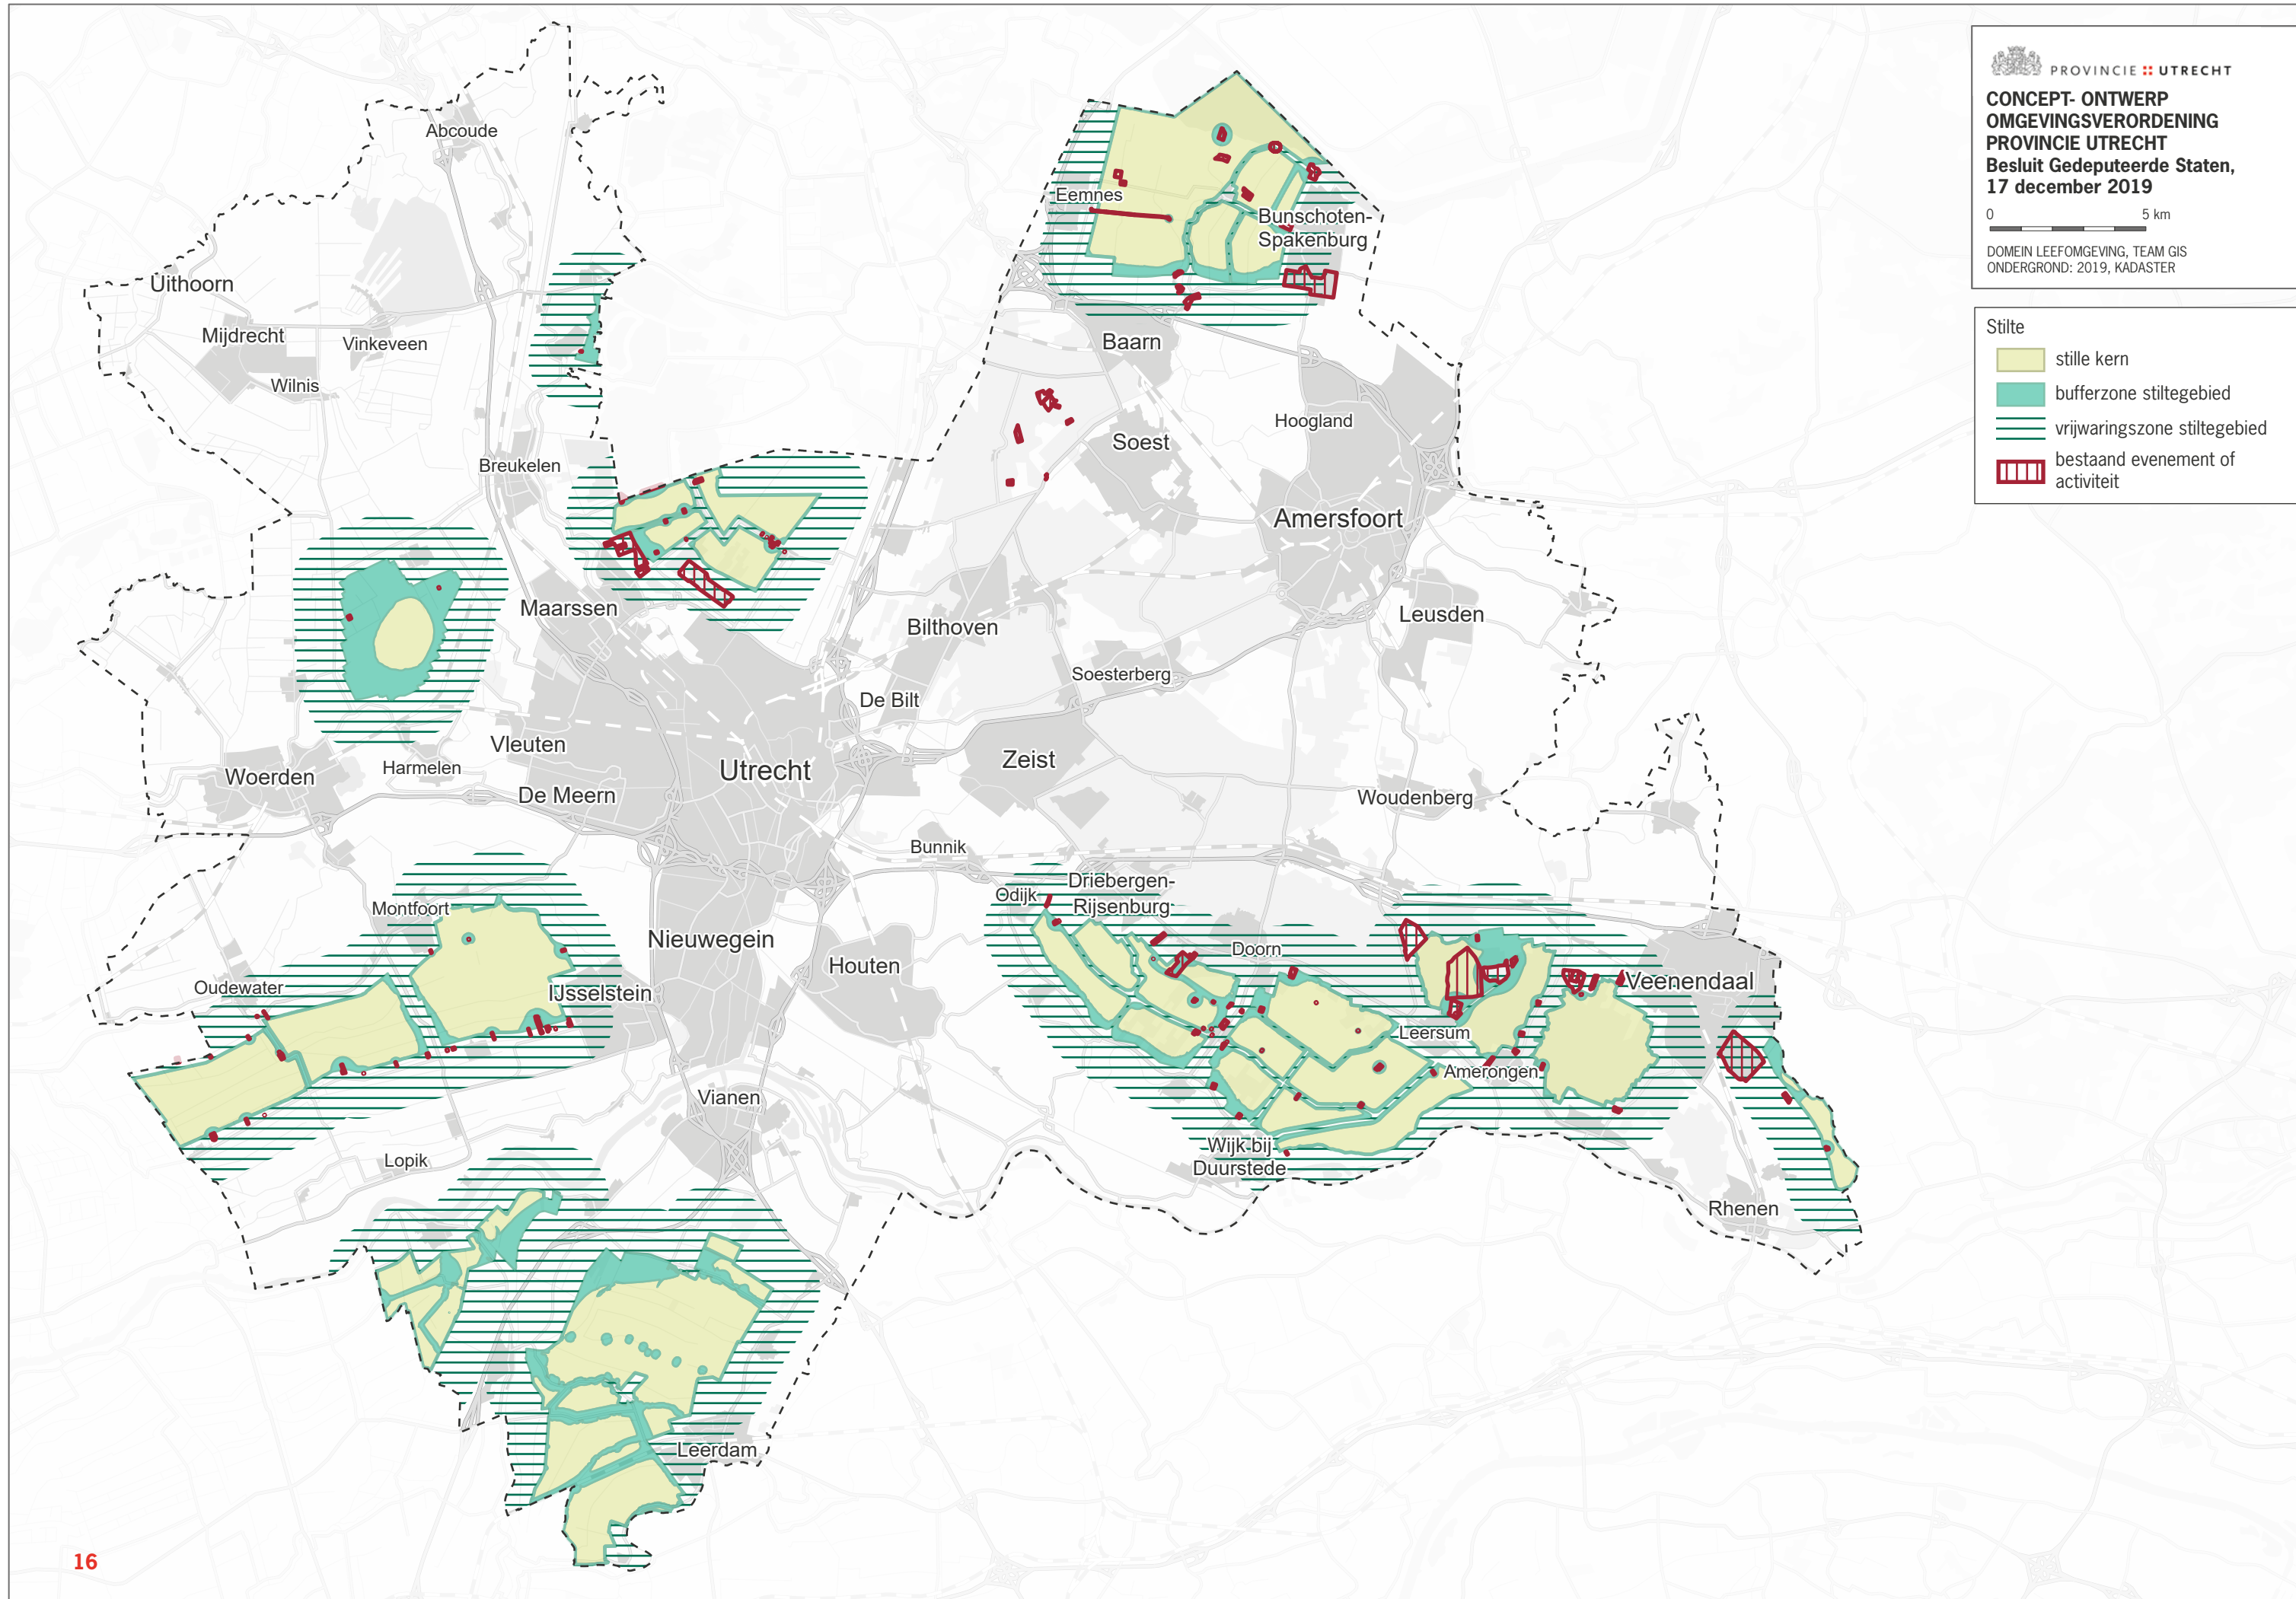 PROVINCIE UTRECHT
CONCEPT- ONTWERP
OMGEVINGSVERORDENING
PROVINCIE UTRECHT
Besluit Gedeputeerde Staten,
17 december 2019
0 5 km
DOMEIN LEEFOMGEVING, TEAM GIS
ONDERGROND: 2019, KADASTER
Stilte
stille kern
bufferzone stiltegebied
vrijwaringszone stiltegebied
bestaand evenement of
activiteit
Abcoude
Eemnes
Bunschoten-
Spakenburg
Uithoorn
Mijdrecht
Vinkeveen
Wilnis
Baarn
Hoogland
Soest
Breukelen
Amersfoort
Maarssen
Bilthoven
Leusden
Soesterberg
De Bilt
Vleuten
Harmelen
Woerden
Utrecht
Zeist
De Meern
Woudenberg
Bunnik
Driebergen-
Rijsenburg
Odijk
Montfoort
Nieuwegein
Doorn
Houten
Veenendaal
Oudewater
IJsselstein
Leersum
Amerongen
Vianen
Wijk bij
Duurstede
Lopik
Rhenen
Leerdam
16